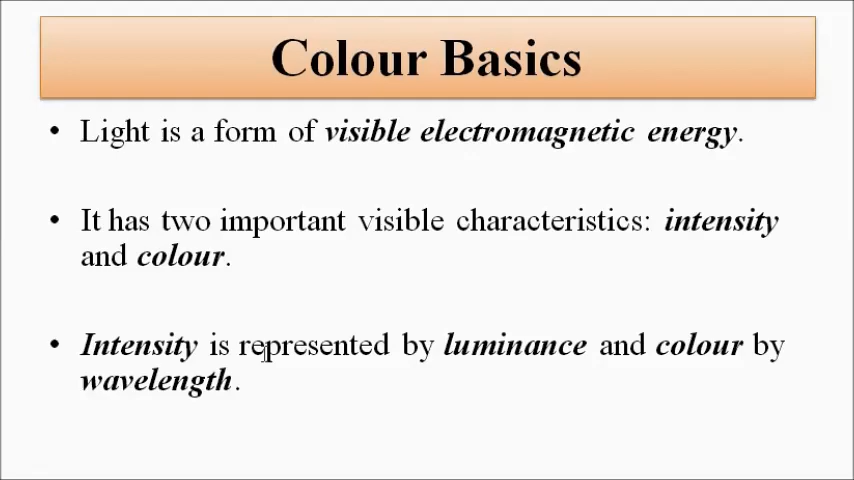 Colour Basics
• Light is a form of visible electromagnetic energy.
• It has two important visible characteristics: intensity
and colour.
• Intensity is represented by luminance and colour by
wavelength.